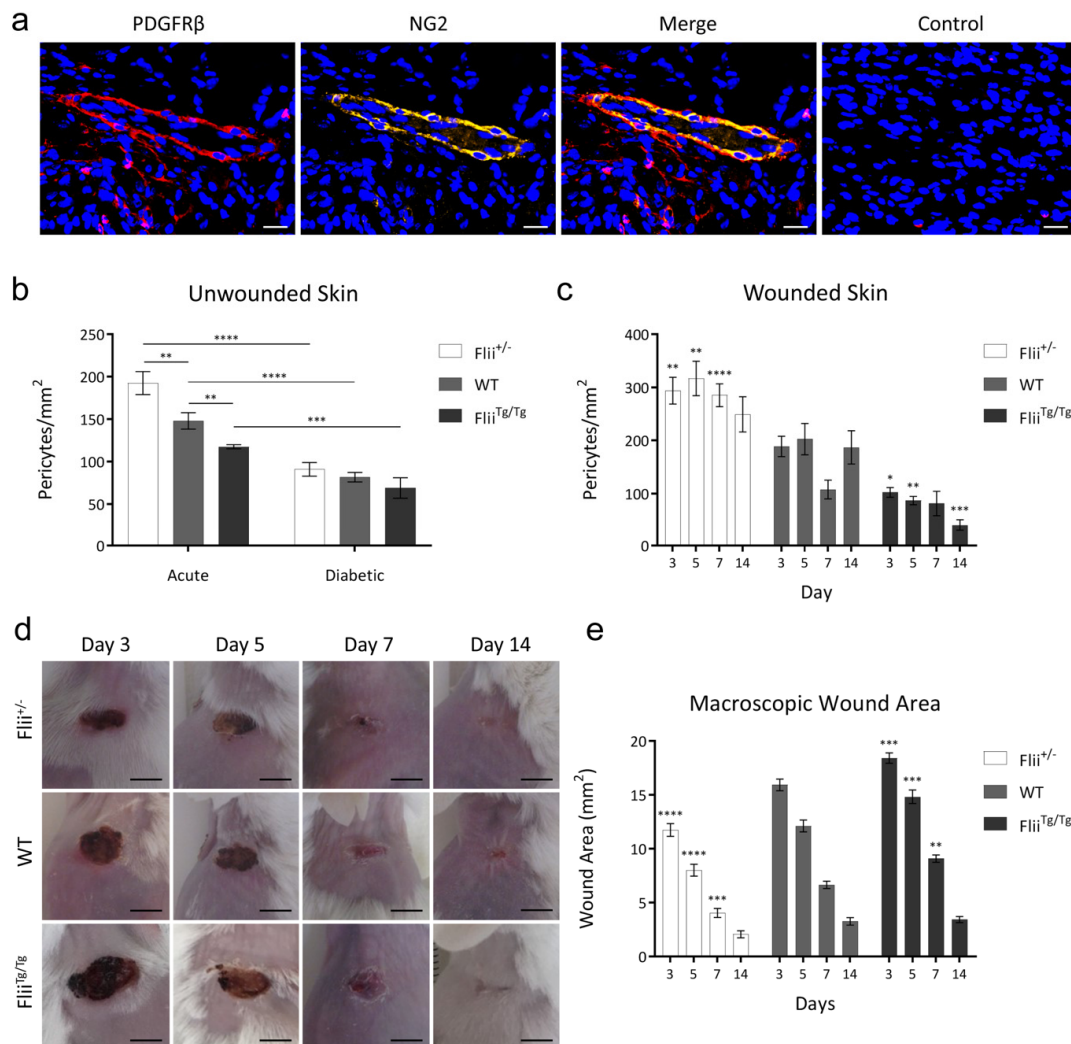 a
PDGFRβ NG2 Merge Control
b
Unwounded Skin
Pericytes/mm²
250
200
150
100
50
0
**
****
**
****
***
Acute Diabetic
Flii+/-
WT
FliiTg/Tg
c
Wounded Skin
Pericytes/mm²
400
300
200
100
0
**
**
****
*
**
***
3 5 7 14 3 5 7 14 3 5 7 14
Day
Flii+/-
WT
FliiTg/Tg
d
Day 3 Day 5 Day 7 Day 14
Flii+/-
WT
FliiTg/Tg
e
Macroscopic Wound Area
Wound Area (mm²)
20
15
10
5
0
****
****
***
***
***
**
3 5 7 14 3 5 7 14 3 5 7 14
Days
Flii+/-
WT
FliiTg/Tg